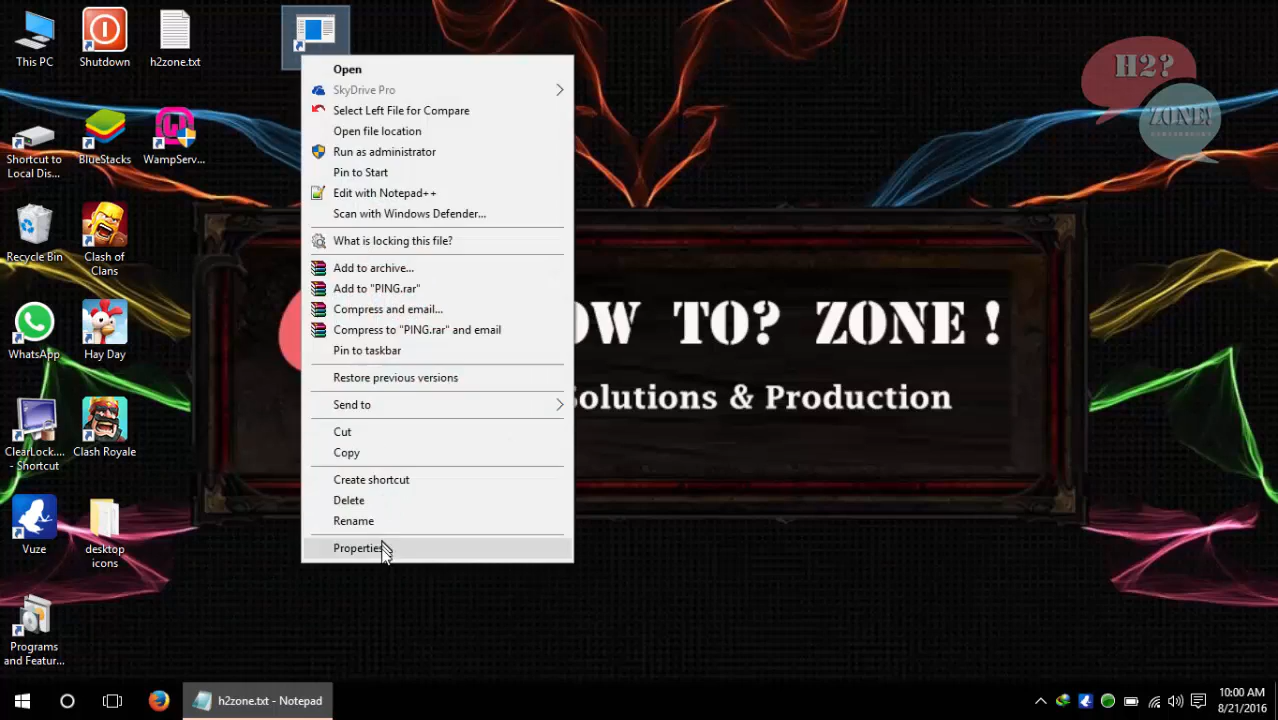 This PC
Shutdown
h2zone.txt
Shortcut to
Local Dis...
BlueStacks
WampServ...
Recycle Bin
Clash of
Clans
WhatsApp
Hay Day
ClearLock....
- Shortcut
Clash Royale
Vuze
desktop
icons
Programs
and Featur...
Open
SkyDrive Pro
Select Left File for Compare
Open file location
Run as administrator
Pin to Start
Edit with Notepad++
Scan with Windows Defender...
What is locking this file?
Add to archive...
Add to "PING.rar"
Compress and email...
Compress to "PING.rar" and email
Pin to taskbar
Restore previous versions
Send to
Cut
Copy
Create shortcut
Delete
Rename
Properties
H2?
ZONE!
OW TO? ZONE !
Solutions & Production
h2zone.txt - Notepad
10:00 AM
8/21/2016